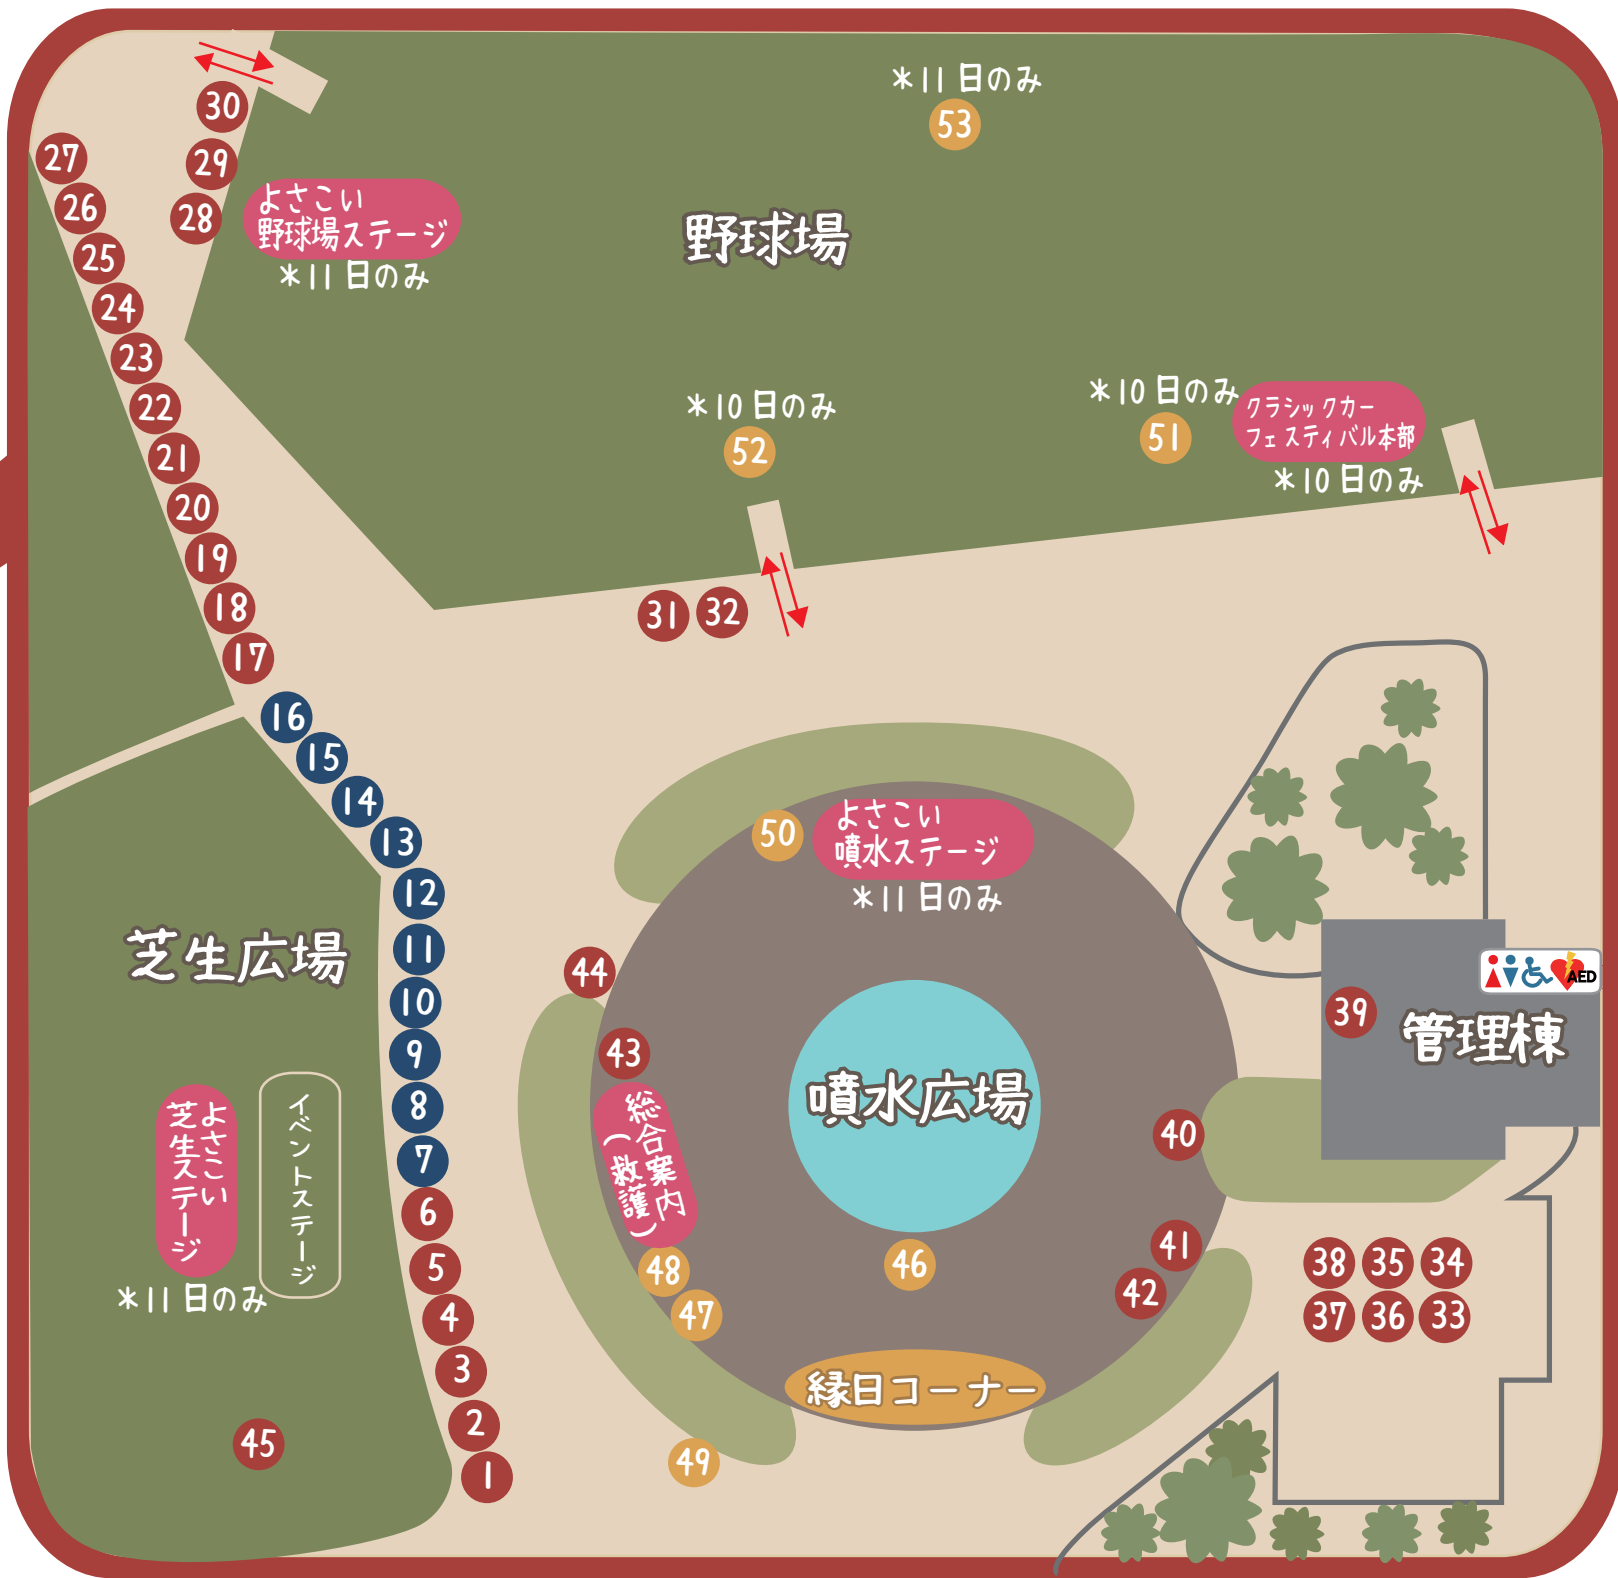 *11日のみ
53
30
29
28
27
26
25
24
23
22
21
20
19
18
17
よさこい
野球場ステージ
*11日のみ
野球場
*10日のみ
52
*10日のみ
51
クラシックカー
フェスティバル本部
*10日のみ
31
32
16
15
14
13
12
11
10
9
8
7
6
5
4
3
2
1
芝生広場
よさこい
芝生ステージ
*11日のみ
イベントステージ
45
50
よさこい
噴水ステージ
*11日のみ
44
43
総合案内
(救護)
48
47
49
噴水広場
46
縁日コーナー
40
41
42
39
AED
管理棟
38
35
34
37
36
33